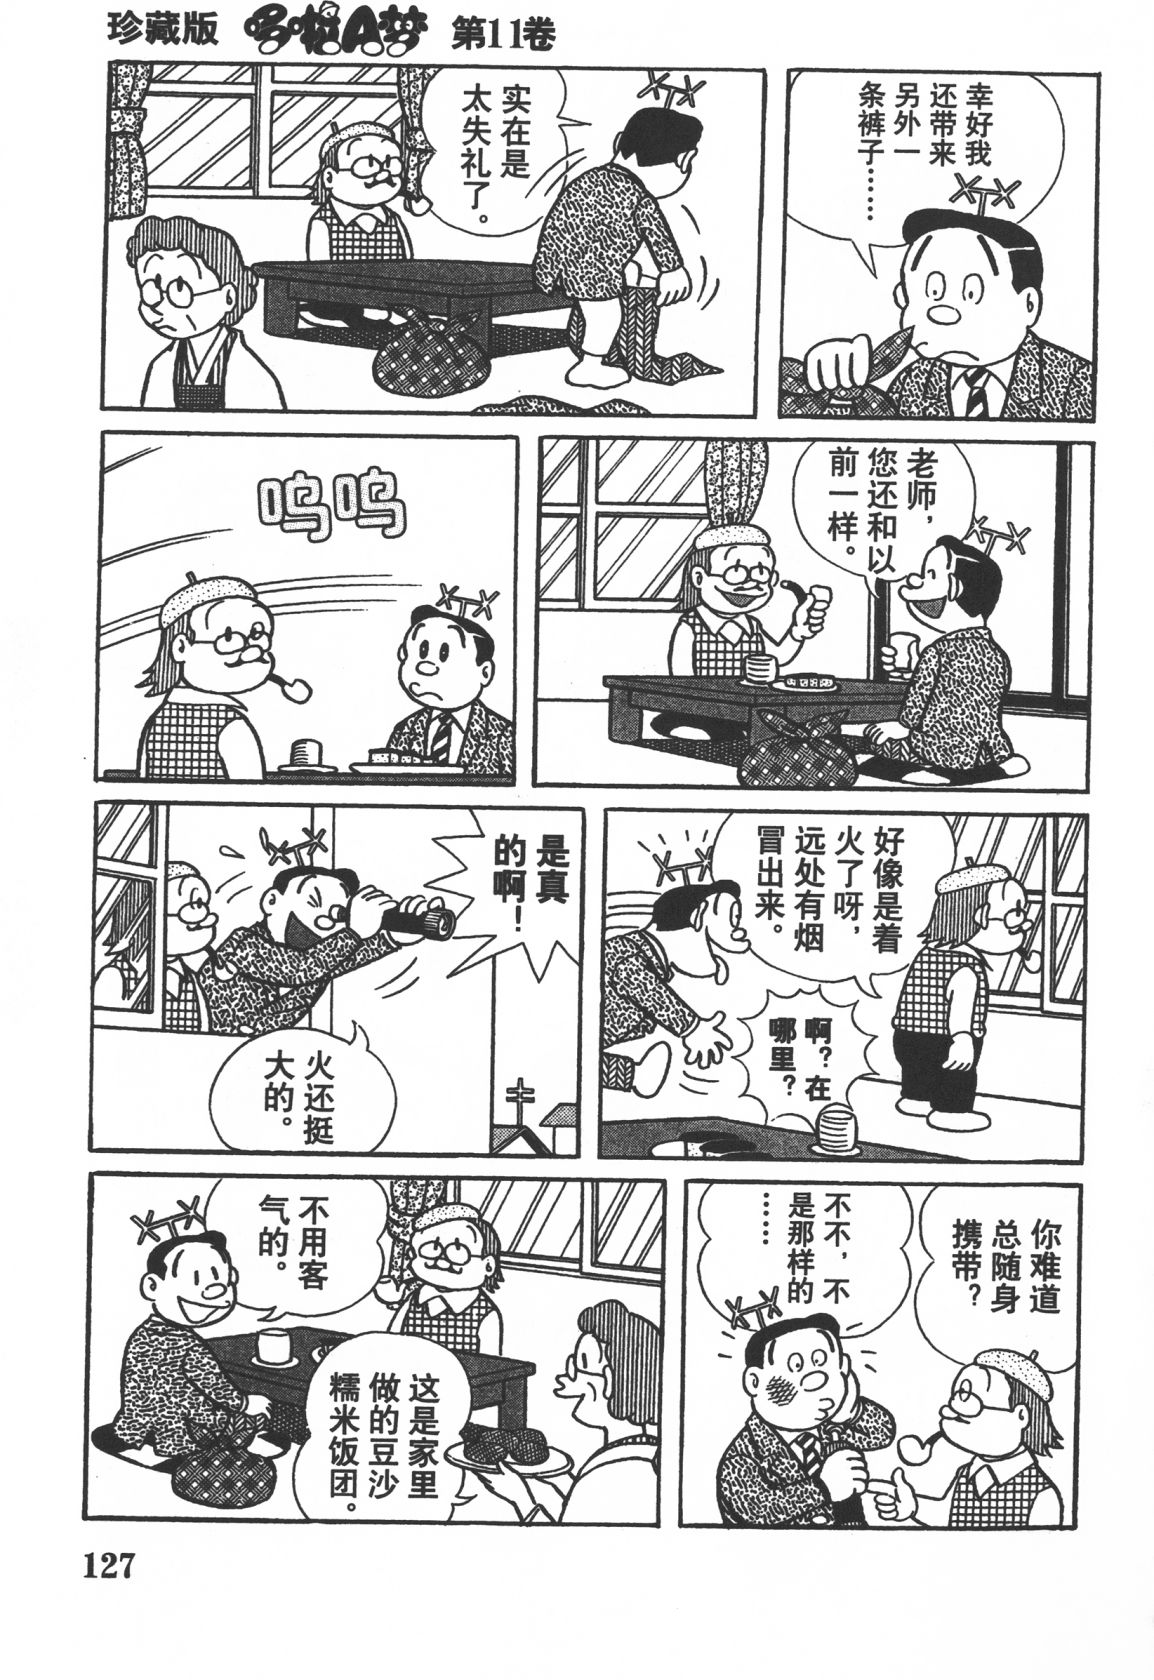 珍藏版 哆啦A梦 第11卷
幸好我
还带来
另外一
条裤子……
实在是
太失礼了。
老师，
您还和以
前一样。
呜呜
好像是着
火了呀，
远处有烟
冒出来。
啊？在
哪里？
是真
的啊！
火还挺
大的。
你难道
总随身
携带？
不不，不
是那样的
……
不用客
气的。
这是家里
做的豆沙
糯米饭团。
127